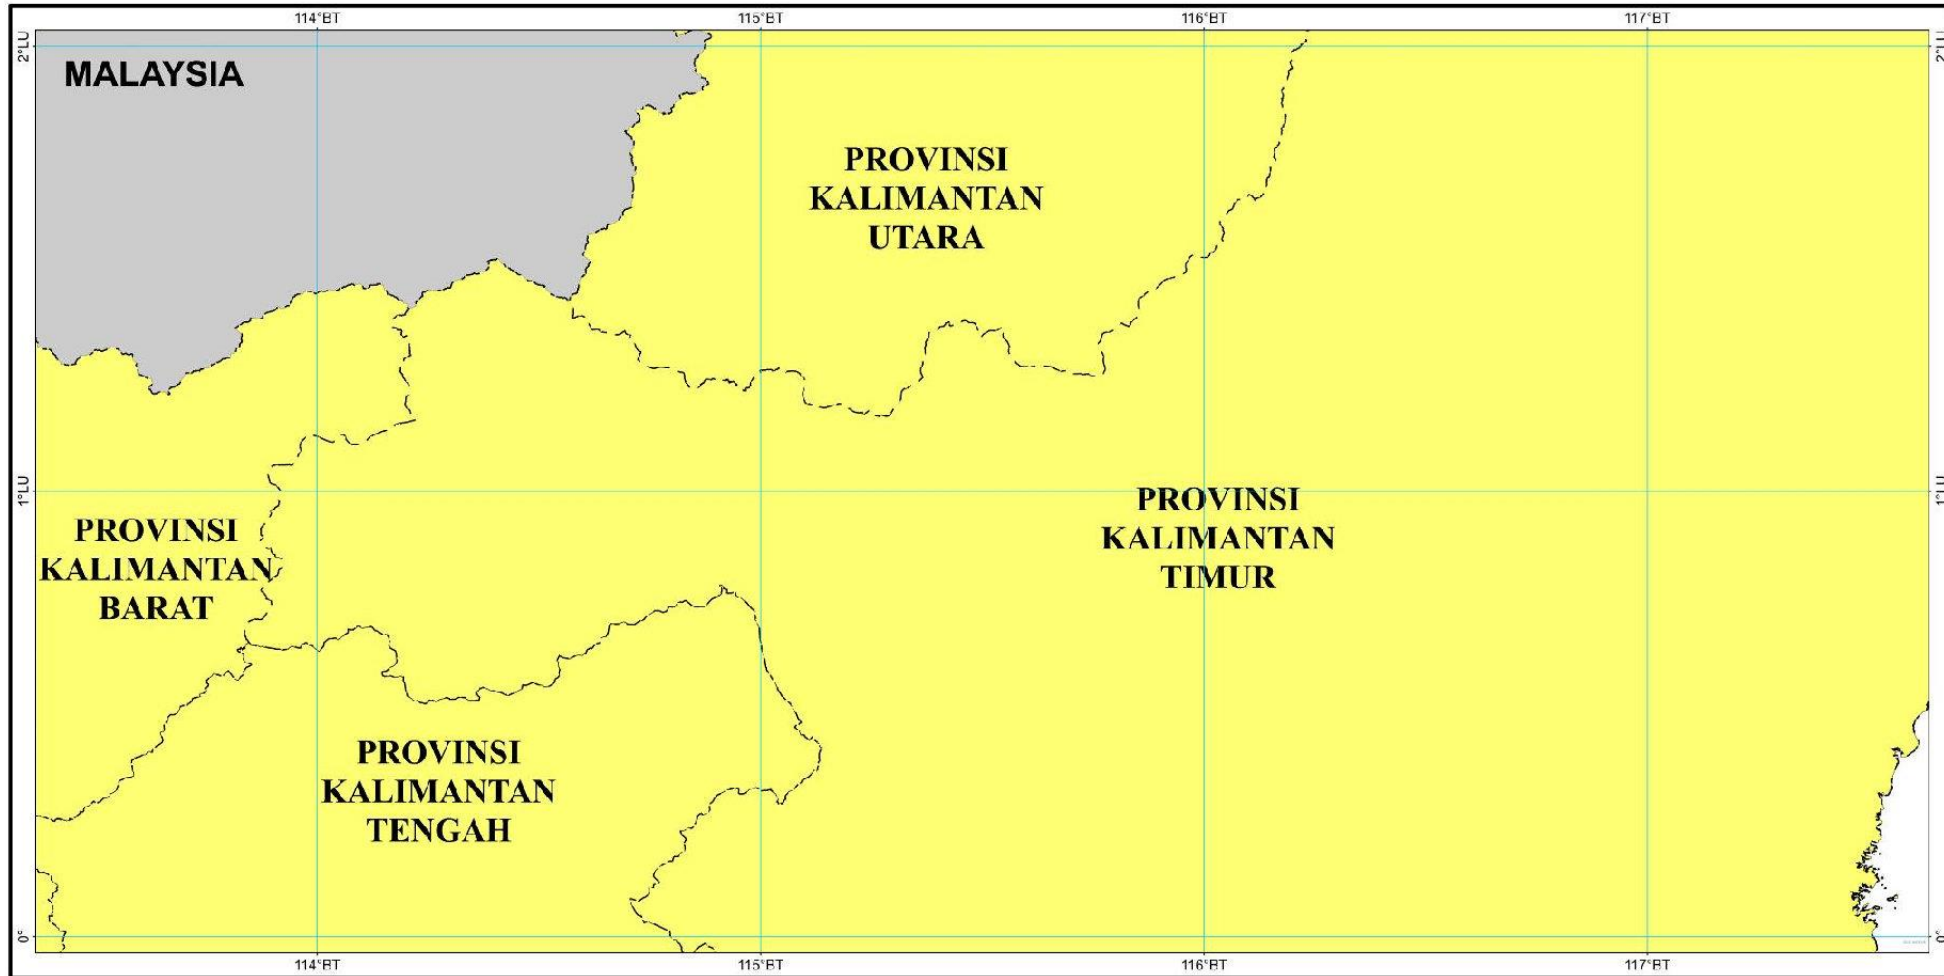 114°BT 115°BT 116°BT 117°BT
2°LU 2°LU
MALAYSIA
PROVINSI
KALIMANTAN
UTARA
1°LU 1°LU
PROVINSI
KALIMANTAN
TIMUR
PROVINSI
KALIMANTAN
BARAT
PROVINSI
KALIMANTAN
TENGAH
0° 0°
114°BT 115°BT 116°BT 117°BT